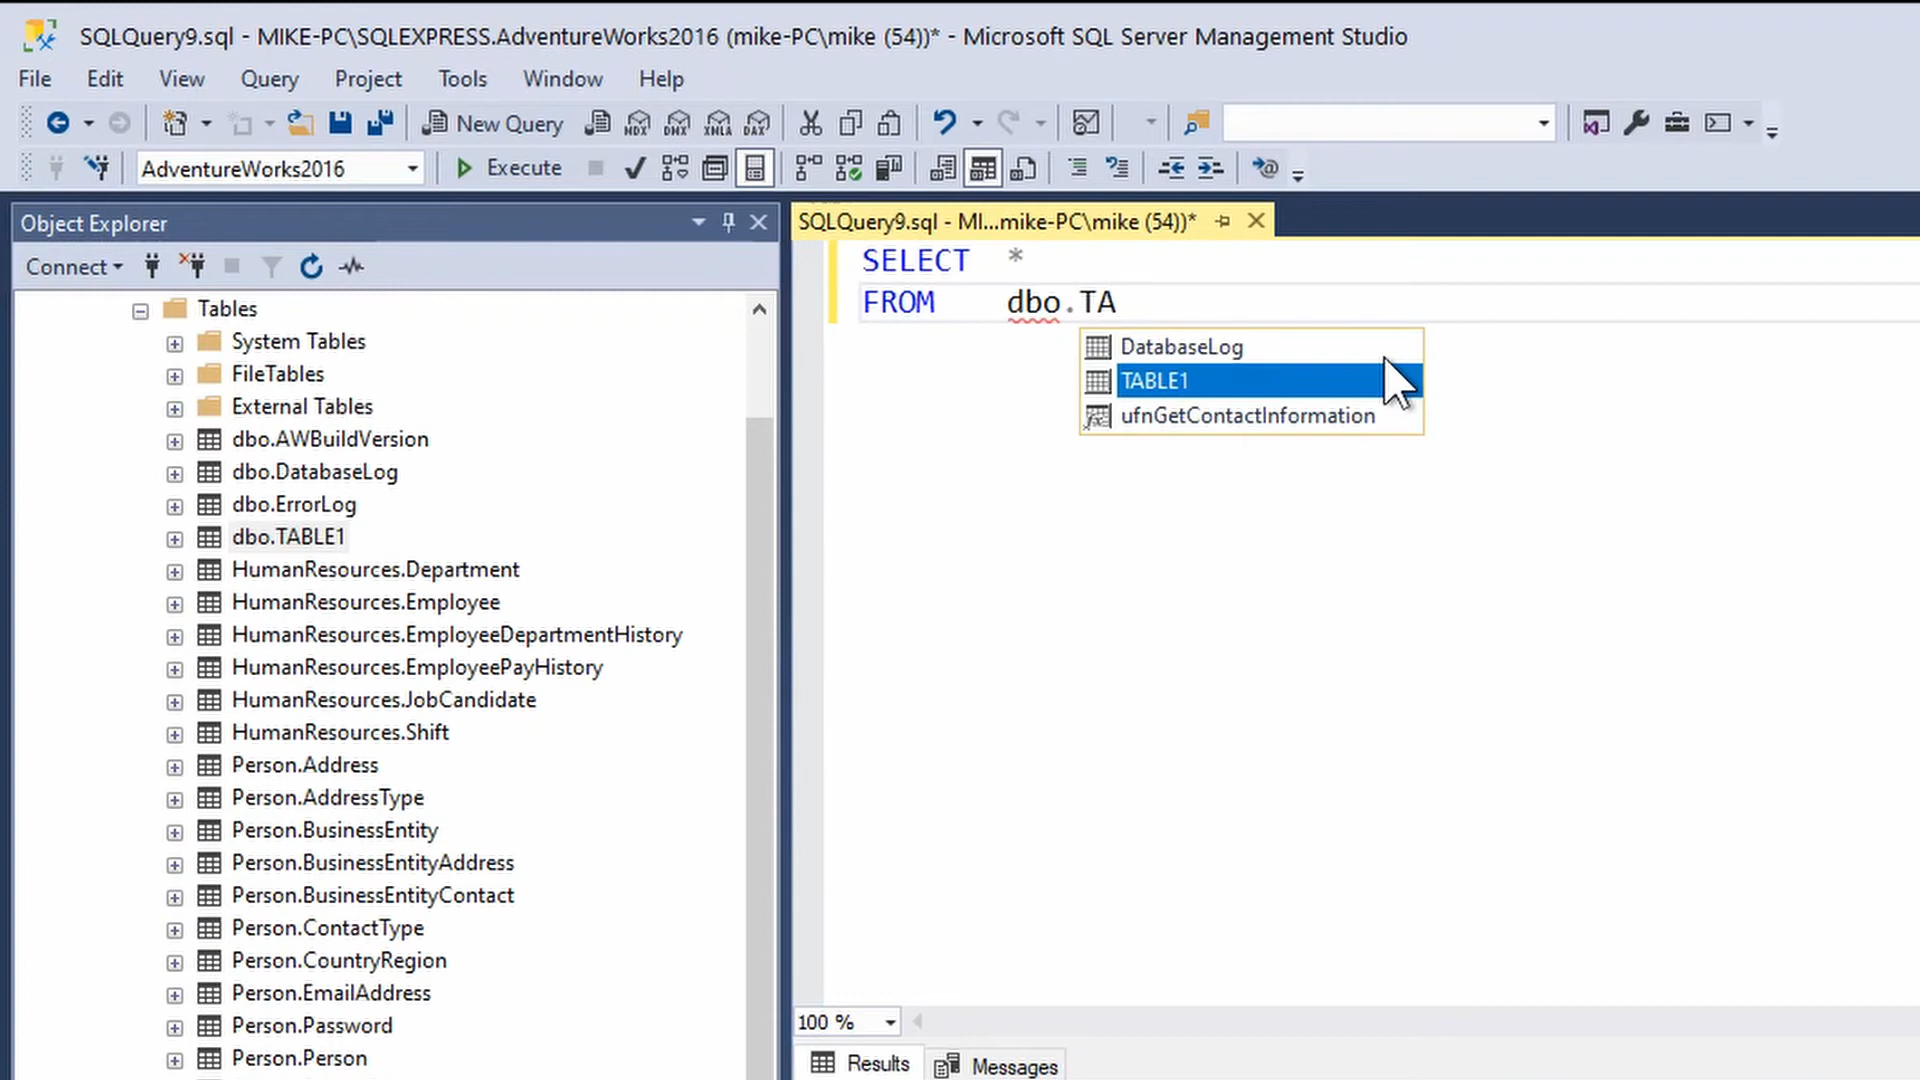 SQLQuery9.sql - MIKE-PC\SQLEXPRESS.AdventureWorks2016 (mike-PC\mike (54))* - Microsoft SQL Server Management Studio
File Edit View Query Project Tools Window Help
New Query MDX DMX XMLA DAX
AdventureWorks2016 Execute
Object Explorer
Connect
Tables
System Tables
FileTables
External Tables
dbo.AWBuildVersion
dbo.DatabaseLog
dbo.ErrorLog
dbo.TABLE1
HumanResources.Department
HumanResources.Employee
HumanResources.EmployeeDepartmentHistory
HumanResources.EmployeePayHistory
HumanResources.JobCandidate
HumanResources.Shift
Person.Address
Person.AddressType
Person.BusinessEntity
Person.BusinessEntityAddress
Person.BusinessEntityContact
Person.ContactType
Person.CountryRegion
Person.EmailAddress
Person.Password
Person.Person
SQLQuery9.sql - MI...mike-PC\mike (54))*
SELECT *
FROM dbo.TA
DatabaseLog
TABLE1
ufnGetContactInformation
100 %
Results Messages